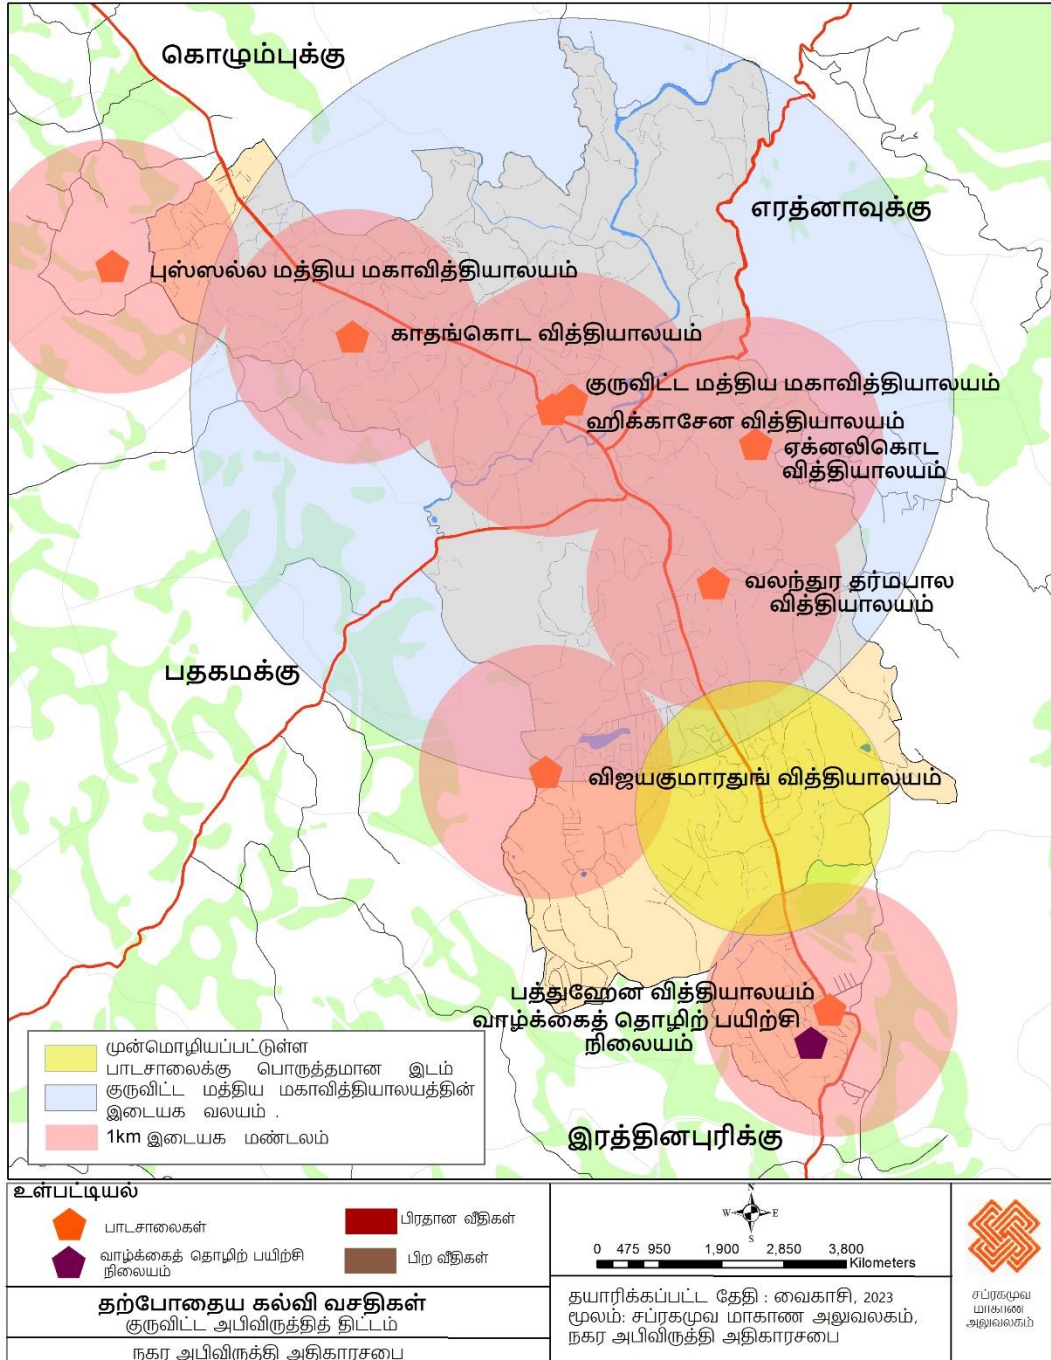 கொழும்புக்கு
எரத்னாவுக்கு
புஸ்ஸல்ல மத்திய மகாவித்தியாலயம்
காதங்கொட வித்தியாலயம்
குருவிட்ட மத்திய மகாவித்தியாலயம்
ஹிக்காசேன வித்தியாலயம்
ஏக்னலிகொட
வித்தியாலயம்
வலந்துர தர்மபால
வித்தியாலயம்
பதகமக்கு
விஜயகுமாரதுங் வித்தியாலயம்
பத்துஹேன வித்தியாலயம்
வாழ்க்கைத் தொழிற் பயிற்சி
நிலையம்
இரத்தினபுரிக்கு
முன்மொழியப்பட்டுள்ள
பாடசாலைக்கு பொருத்தமான இடம்
குருவிட்ட மத்திய மகாவித்தியாலயத்தின்
இடையக வலயம் .
1km இடையக மண்டலம்
உள்பட்டியல்
பாடசாலைகள்
வாழ்க்கைத் தொழிற் பயிற்சி
நிலையம்
பிரதான வீதிகள்
பிற வீதிகள்
தற்போதைய கல்வி வசதிகள்
குருவிட்ட அபிவிருத்தித் திட்டம்
நகர அபிவிருத்தி அதிகாரசபை
N
W E
S
0 475 950 1,900 2,850 3,800
Kilometers
தயாரிக்கப்பட்ட தேதி : வைகாசி, 2023
மூலம்: சப்ரகமுவ மாகாண அலுவலகம்,
நகர அபிவிருத்தி அதிகாரசபை
சப்ரகமுவ
மாகாண
அலுவலகம்